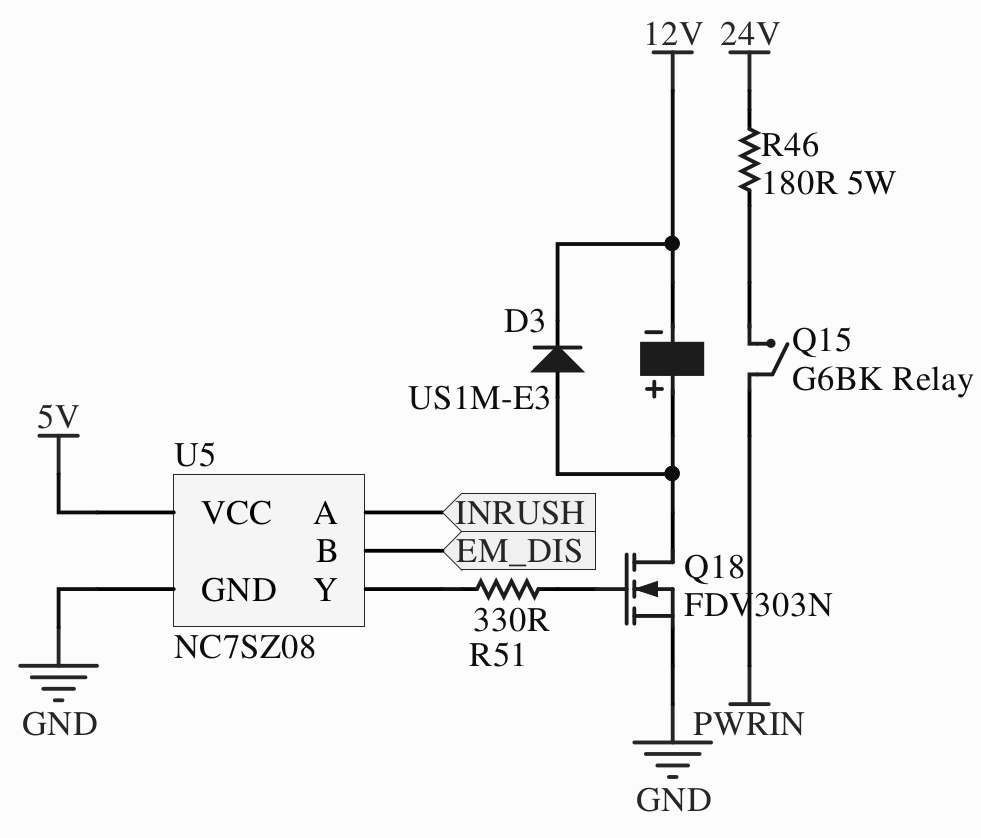 12V 24V
R46
180R 5W
D3
US1M-E3
−
+
Q15
G6BK Relay
5V
U5
VCC A
B
GND Y
NC7SZ08
INRUSH
EM_DIS
330R
R51
Q18
FDV303N
GND
PWRIN
GND